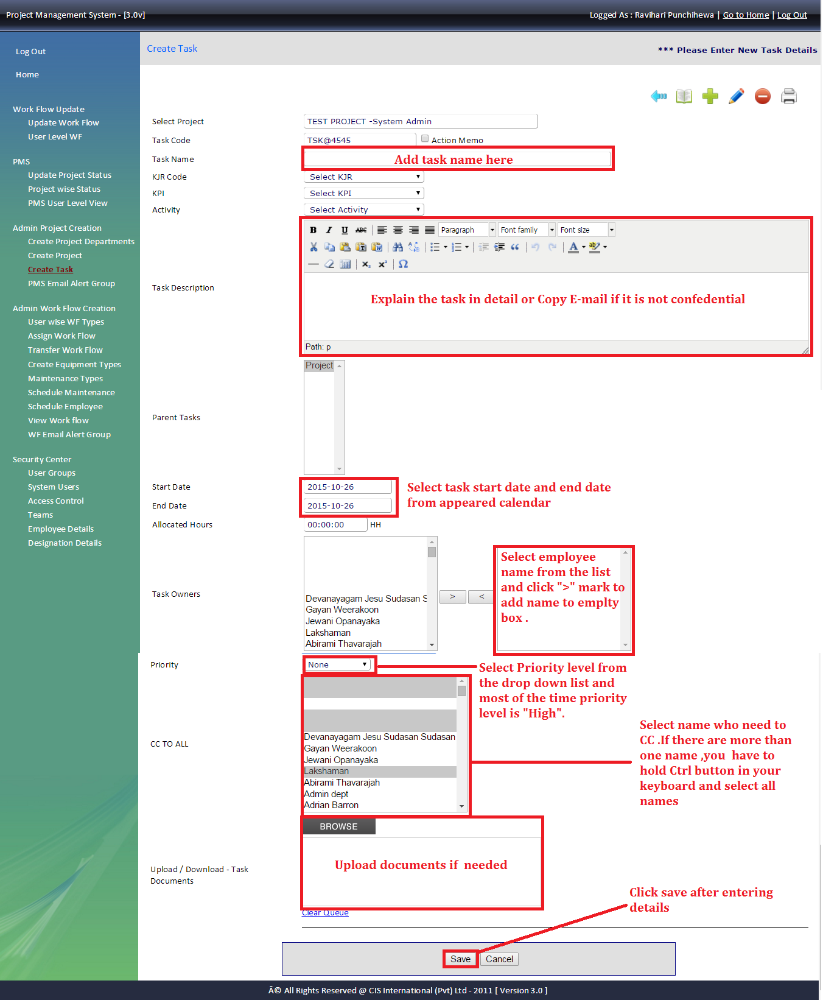 Project Management System - [3.0v]
Logged As : Ravihari Punchihewa | Go to Home | Log Out
Log Out
Home
Work Flow Update
Update Work Flow
User Level WF
PMS
Update Project Status
Project wise Status
PMS User Level View
Admin Project Creation
Create Project Departments
Create Project
Create Task
PMS Email Alert Group
Admin Work Flow Creation
User wise WF Types
Assign Work Flow
Transfer Work Flow
Create Equipment Types
Maintenance Types
Schedule Maintenance
Schedule Employee
View Work flow
WF Email Alert Group
Security Center
User Groups
System Users
Access Control
Teams
Employee Details
Designation Details
Create Task
*** Please Enter New Task Details
Select Project
TEST PROJECT -System Admin
Task Code
TSK@4545
Action Memo
Task Name
Add task name here
KJR Code
Select KJR
KPI
Select KPI
Activity
Select Activity
B I U ABC
Paragraph
Font family
Font size
Task Description
Explain the task in detail or Copy E-mail if it is not confedential
Path: p
Parent Tasks
Project
Start Date
2015-10-26
End Date
2015-10-26
Select task start date and end date
from appeared calendar
Allocated Hours
00:00:00
HH
Task Owners
Devanayagam Jesu Sudasan S
Gayan Weerakoon
Jewani Opanayaka
Lakshaman
Abirami Thavarajah
>
<
Select employee
name from the list
and click ">" mark to
add name to emplty
box .
Priority
None
Select Priority level from
the drop down list and
most of the time priority
level is "High".
CC TO ALL
Devanayagam Jesu Sudasan Sudasan
Gayan Weerakoon
Jewani Opanayaka
Lakshaman
Abirami Thavarajah
Admin dept
Adrian Barron
Select name who need to
CC .If there are more than
one name ,you have to
hold Ctrl button in your
keyboard and select all
names
BROWSE
Upload / Download - Task
Documents
Upload documents if needed
Clear Queue
Click save after entering
details
Save
Cancel
Â© All Rights Reserved @ CIS International (Pvt) Ltd - 2011 [ Version 3.0 ]